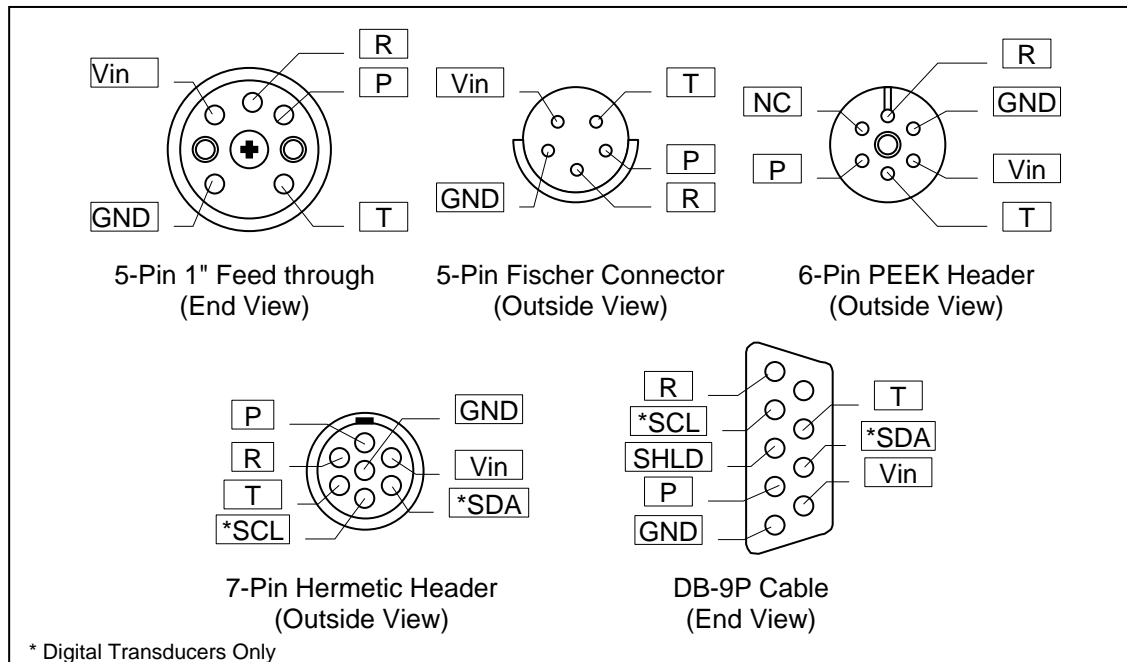 R
Vin
P
GND
T
5-Pin 1" Feed through
(End View)
Vin
T
P
GND
R
5-Pin Fischer Connector
(Outside View)
R
NC
GND
P
Vin
T
6-Pin PEEK Header
(Outside View)
P
GND
R
Vin
T
*SDA
*SCL
7-Pin Hermetic Header
(Outside View)
R
T
*SCL
*SDA
SHLD
Vin
P
GND
DB-9P Cable
(End View)
* Digital Transducers Only